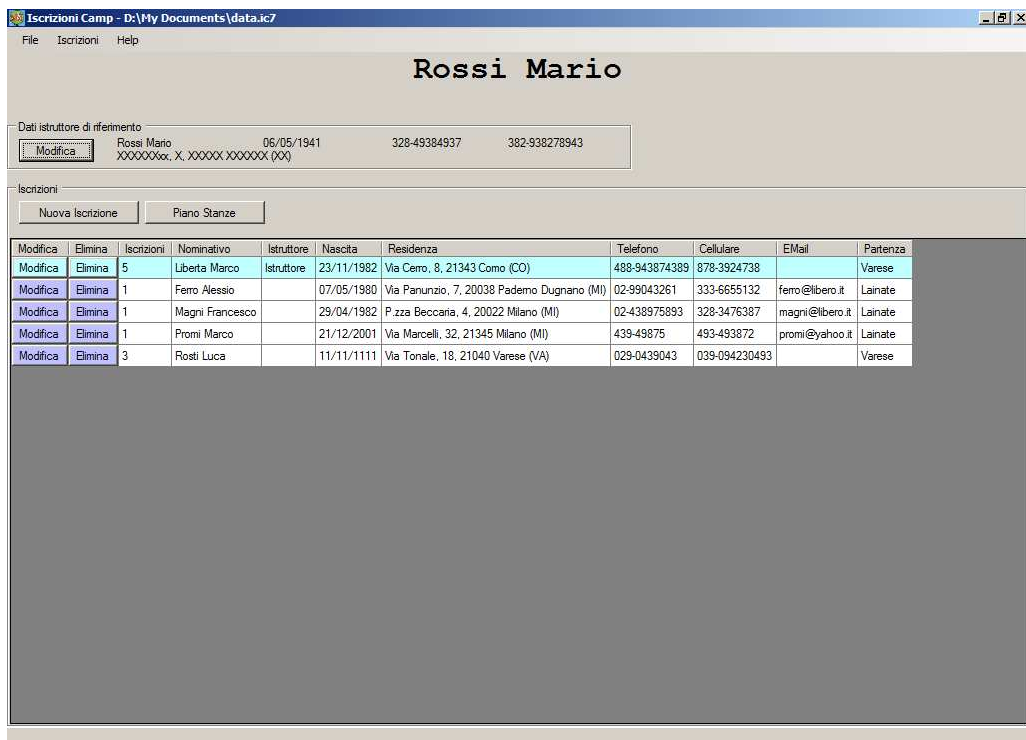 Iscrizioni Camp - D:\My Documents\data.ic7
File Iscrizioni Help
Rossi Mario
Dati istruttore di riferimento
Modifica Rossi Mario 06/05/1941 328-49384937 382-938278943
XXXXXXxx, X, XXXXX XXXXXX (XX)
Iscrizioni
Nuova Iscrizione Piano Stanze
Modifica Elimina Iscrizioni Nominativo Istruttore Nascita Residenza Telefono Cellulare EMail Partenza
Modifica Elimina 5 Liberta Marco Istruttore 23/11/1982 Via Cerro, 8, 21343 Como (CO) 488-943874389 878-3924738 Varese
Modifica Elimina 1 Ferro Alessio 07/05/1980 Via Panunzio, 7, 20038 Paderno Dugnano (MI) 02-99043261 333-6655132 ferro@libero.it Lainate
Modifica Elimina 1 Magni Francesco 29/04/1982 P.zza Beccaria, 4, 20022 Milano (MI) 02-438975893 328-3476387 magni@libero.it Lainate
Modifica Elimina 1 Promi Marco 21/12/2001 Via Marcelli, 32, 21345 Milano (MI) 439-49875 493-493872 promi@yahoo.it Lainate
Modifica Elimina 3 Rosti Luca 11/11/1111 Via Tonale, 18, 21040 Varese (VA) 029-0439043 039-094230493 Varese